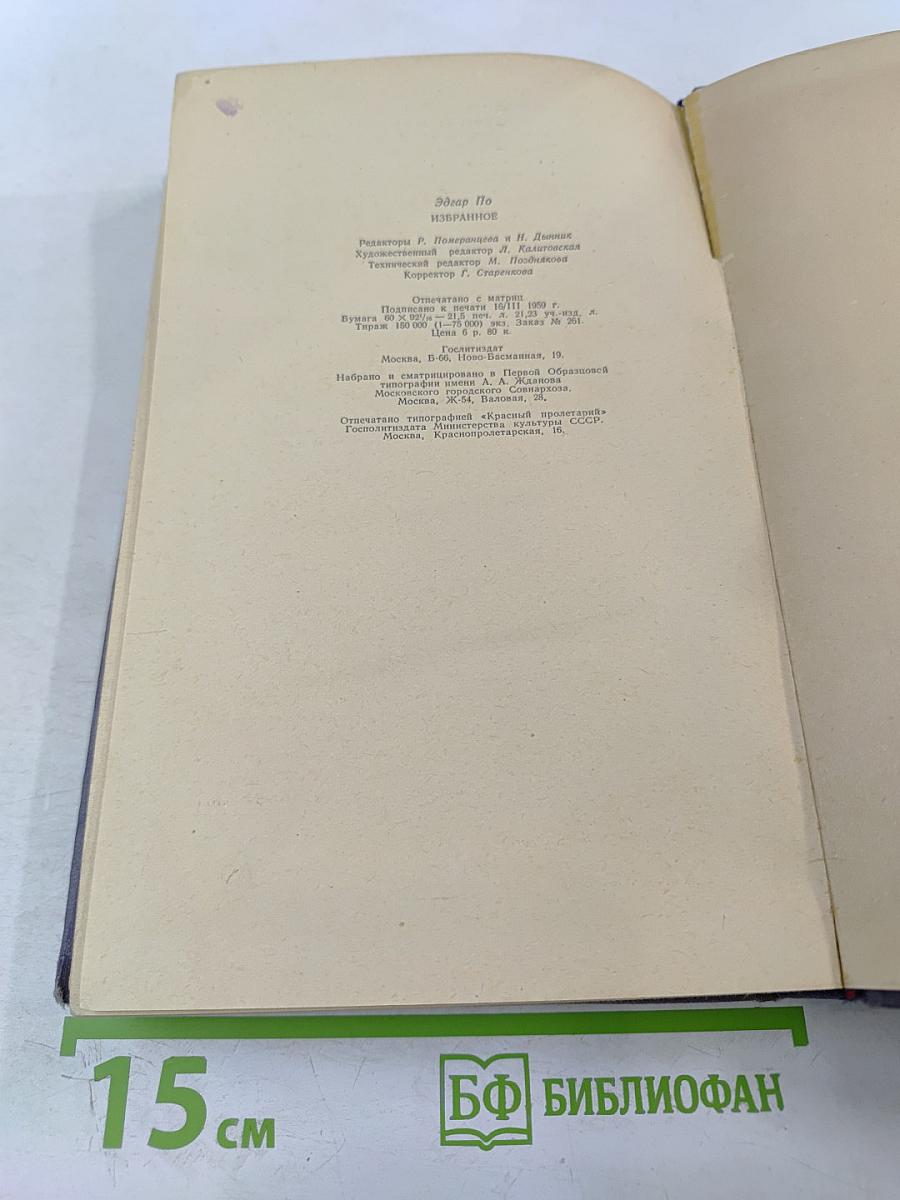 Эдгар По
ИЗБРАННОЕ
Редакторы Р. Померанцева и Н. Дынник
Художественный редактор Л. Калитовская
Технический редактор М. Позднякова
Корректор Г. Старенкова
Отпечатано с матриц
Подписано к печати 16/III 1959 г.
Бумага 60 × 92¹/₁₆ — 21,5 печ. л. 21,23 уч.-изд. л.
Тираж 150 000 (1—75 000) экз. Заказ № 261.
Цена 6 р. 80 к.
Гослитиздат
Москва, Б-66, Ново-Басманная, 19.
Набрано и сматрицировано в Первой Образцовой
типографии имени А. А. Жданова
Московского городского Совнархоза.
Москва, Ж-54, Валовая, 28.
Отпечатано типографией «Красный пролетарий»
Госполитиздата Министерства культуры СССР.
Москва, Краснопролетарская, 16.
15 см
БФ БИБЛИОФАН